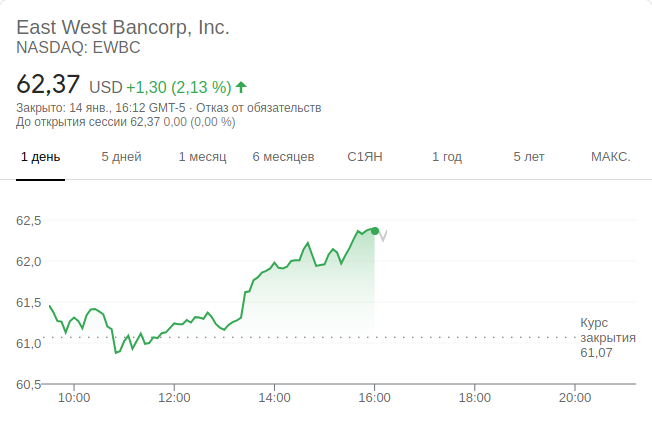 East West Bancorp, Inc.
NASDAQ: EWBC
62,37 USD +1,30 (2,13 %)
Закрыто: 14 янв., 16:12 GMT-5 · Отказ от обязательств
До открытия сессии 62,37 0,00 (0,00 %)
1 день 5 дней 1 месяц 6 месяцев С1ЯН 1 год 5 лет МАКС.
62,5
62,0
61,5
61,0
60,5
Курс
закрытия
61,07
10:00 12:00 14:00 16:00 18:00 20:00